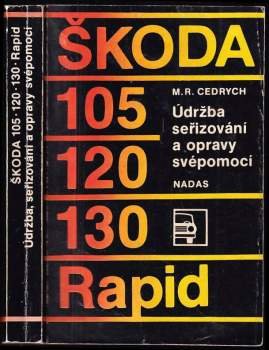 ŠKODA 105 · 120 · 130 · Rapid
Údržba, seřizování a opravy svépomocí
ŠKODA
105
M. R. CEDRYCH
Údržba
seřizování
a opravy
svépomocí
120
NADAS
130
Rapid